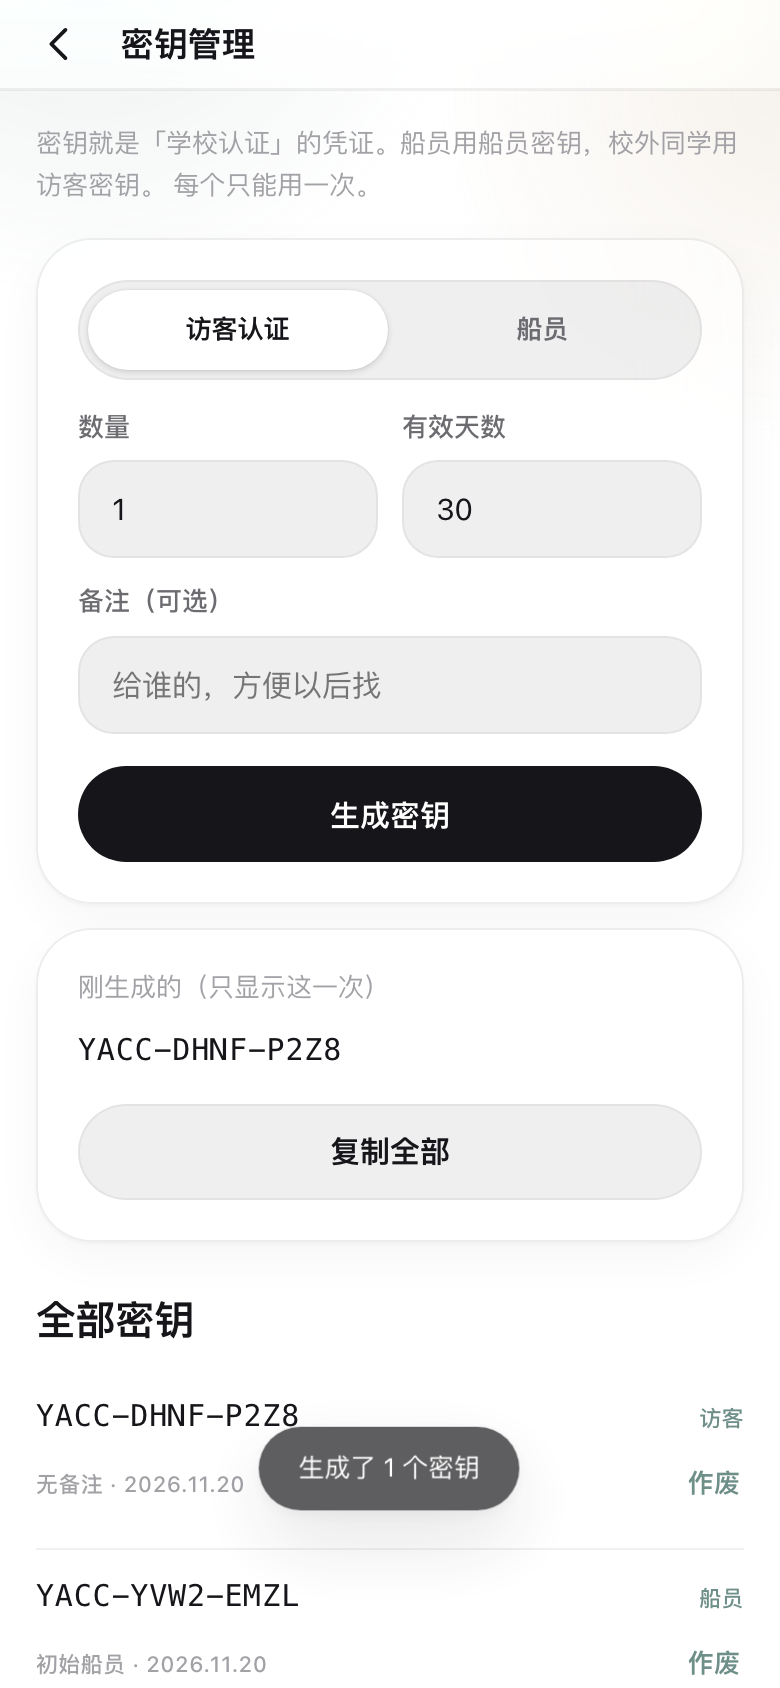 密钥管理
密钥就是「学校认证」的凭证。船员用船员密钥，校外同学用
访客密钥。 每个只能用一次。
访客认证
船员
数量
有效天数
1
30
备注（可选）
给谁的，方便以后找
生成密钥
刚生成的（只显示这一次）
YACC-DHNF-P2Z8
复制全部
全部密钥
YACC-DHNF-P2Z8
访客
无备注 · 2026.11.20
作废
生成了 1 个密钥
YACC-YVW2-EMZL
船员
初始船员 · 2026.11.20
作废